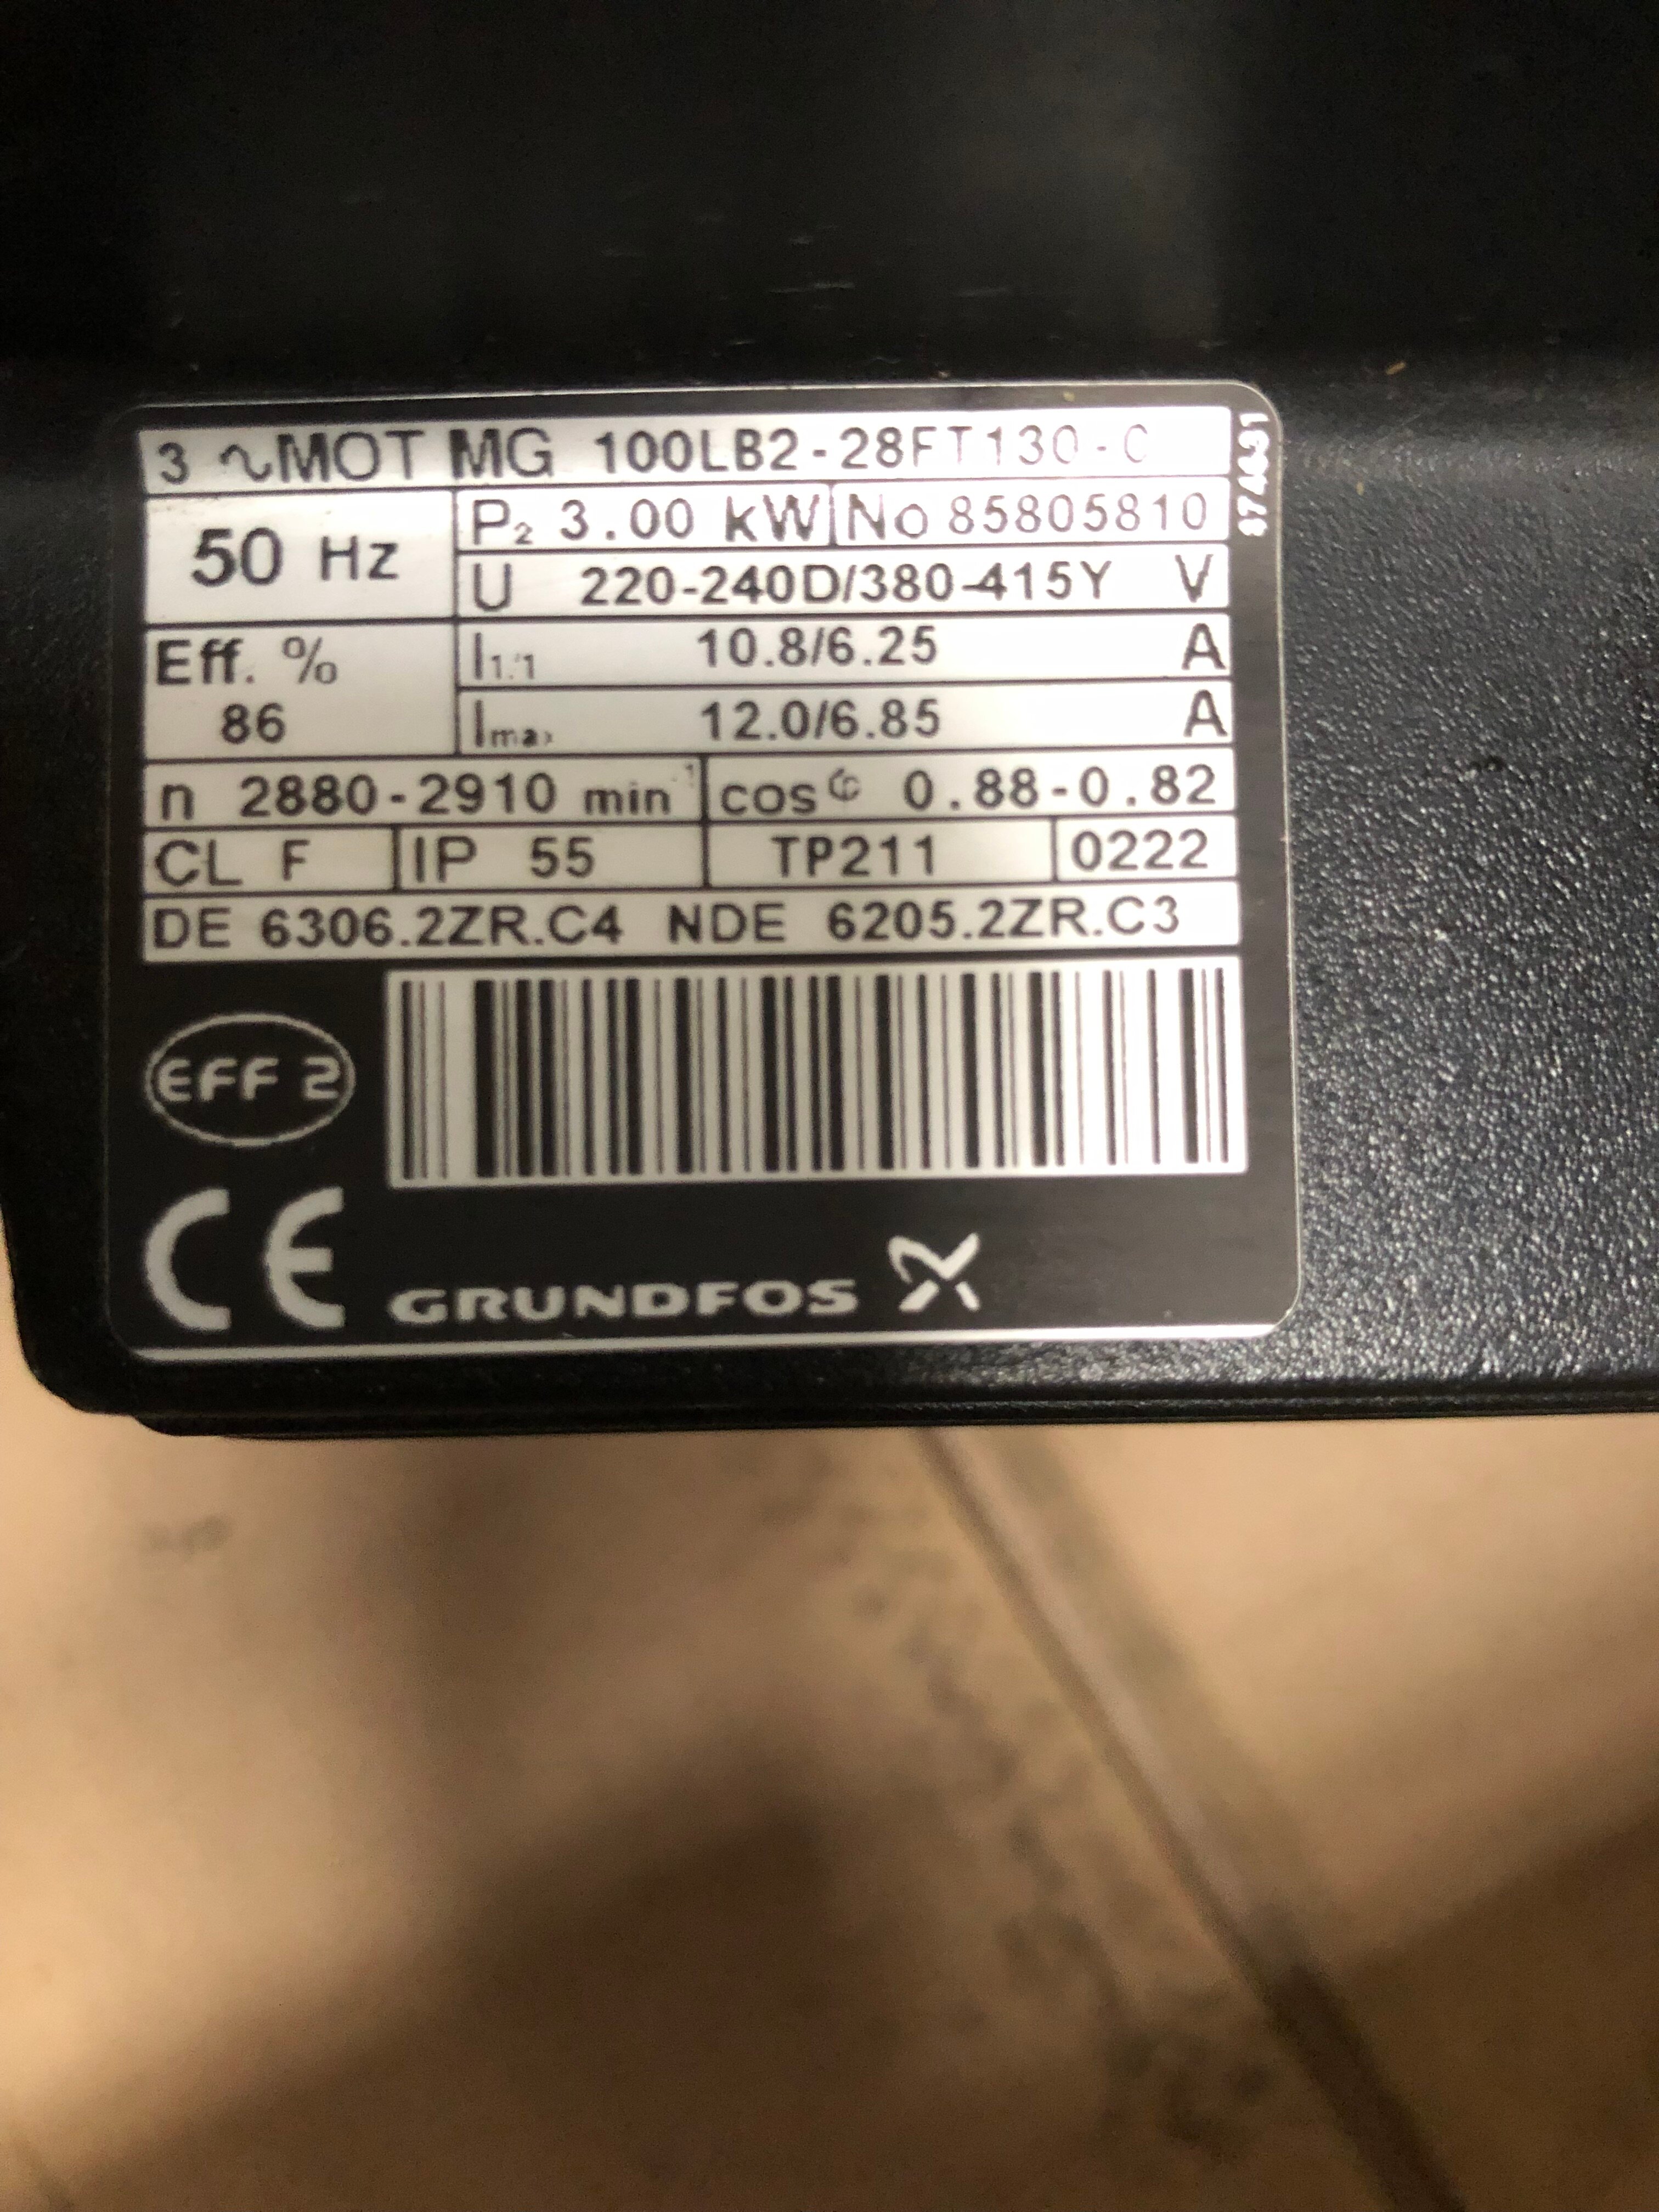 3 ~MOT MG 100LB2-28FT130-C
50 Hz
P2 3.00 kW No 85805810
U 220-240D/380-415Y V
Eff. %
86
I1/1 10.8/6.25 A
Imax 12.0/6.85 A
n 2880-2910 min-1 cosφ 0.88-0.82
CL F IP 55 TP211 0222
DE 6306.2ZR.C4 NDE 6205.2ZR.C3
EFF 2
CE GRUNDFOS